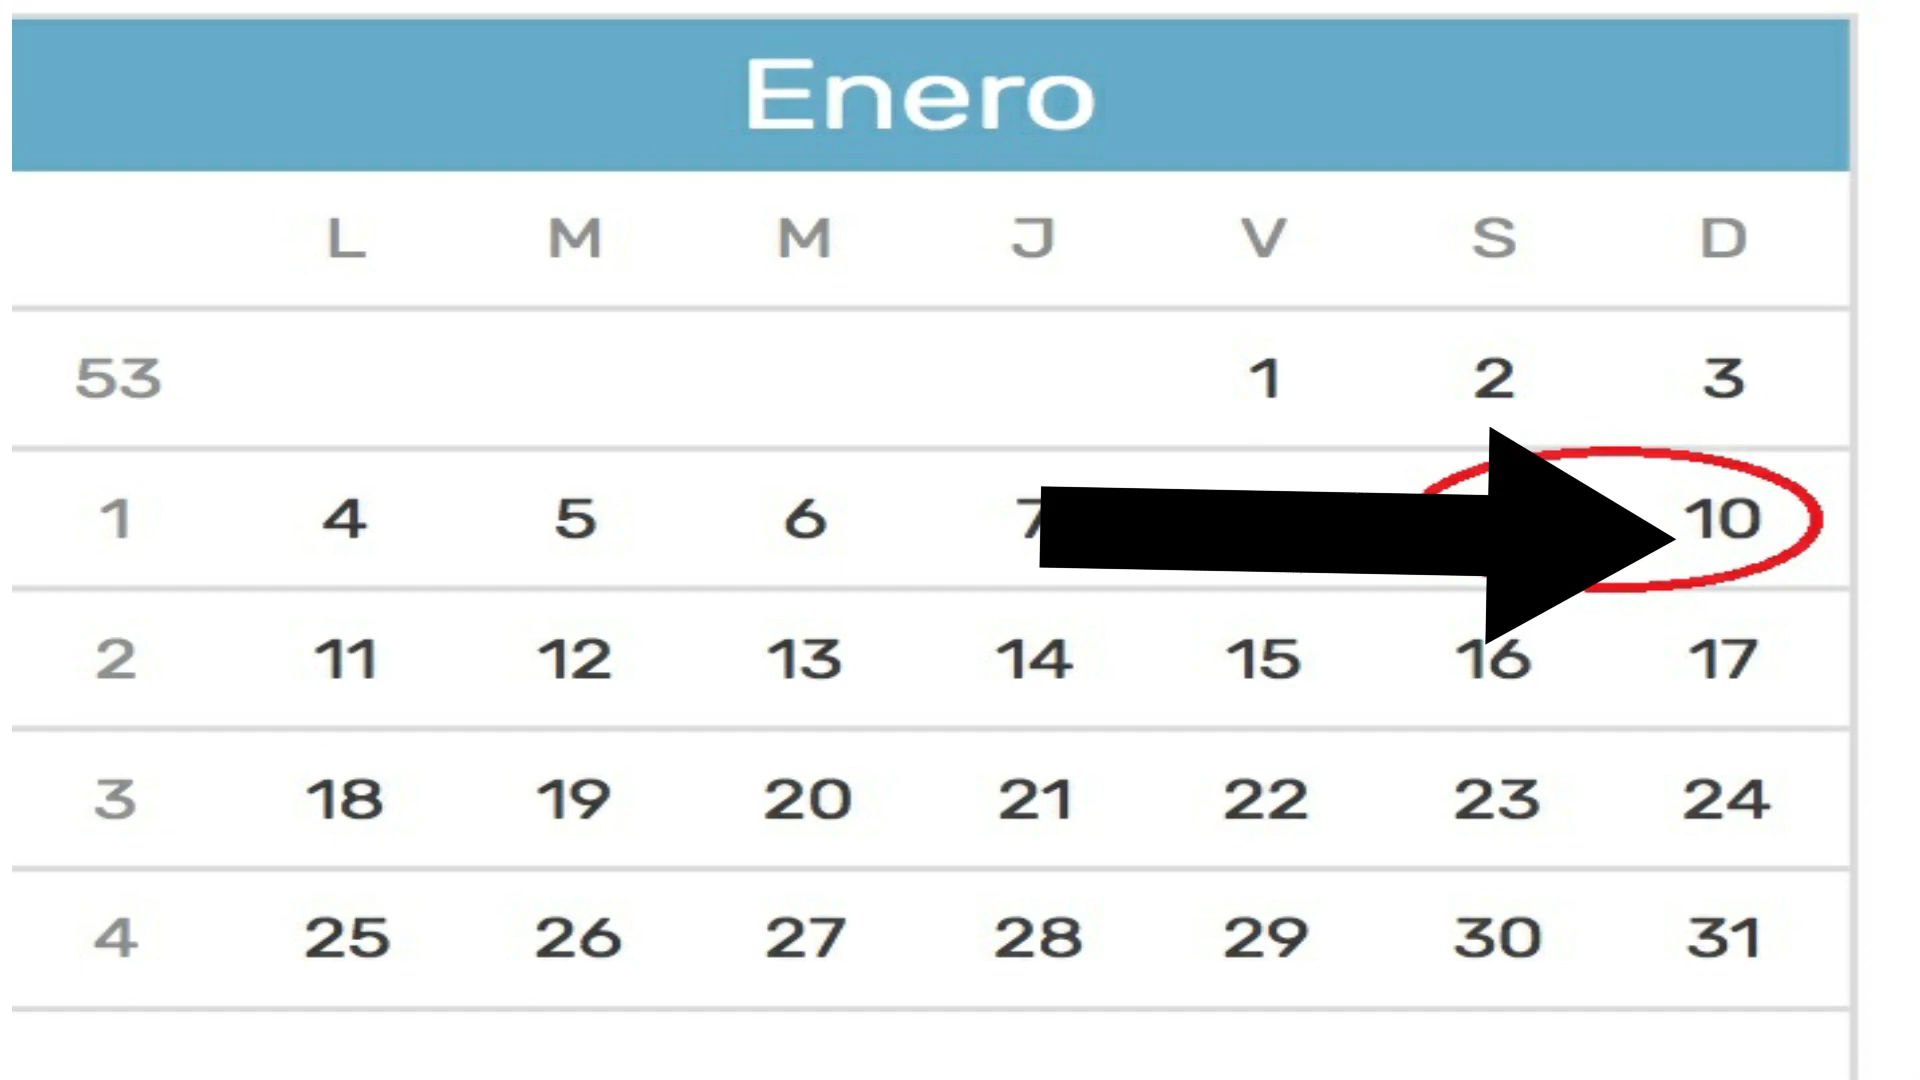 Enero
L M M J V S D
53 1 2 3
1 4 5 6 7 10
2 11 12 13 14 15 16 17
3 18 19 20 21 22 23 24
4 25 26 27 28 29 30 31